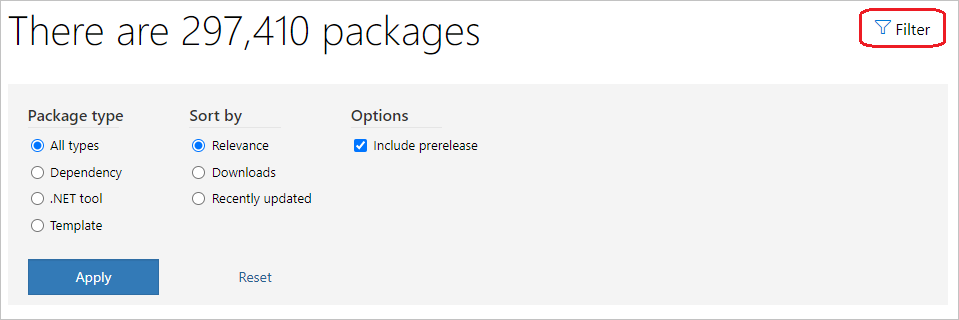 There are 297,410 packages
Filter
Package type
Sort by
Options
All types
Relevance
Include prerelease
Dependency
Downloads
.NET tool
Recently updated
Template
Apply
Reset